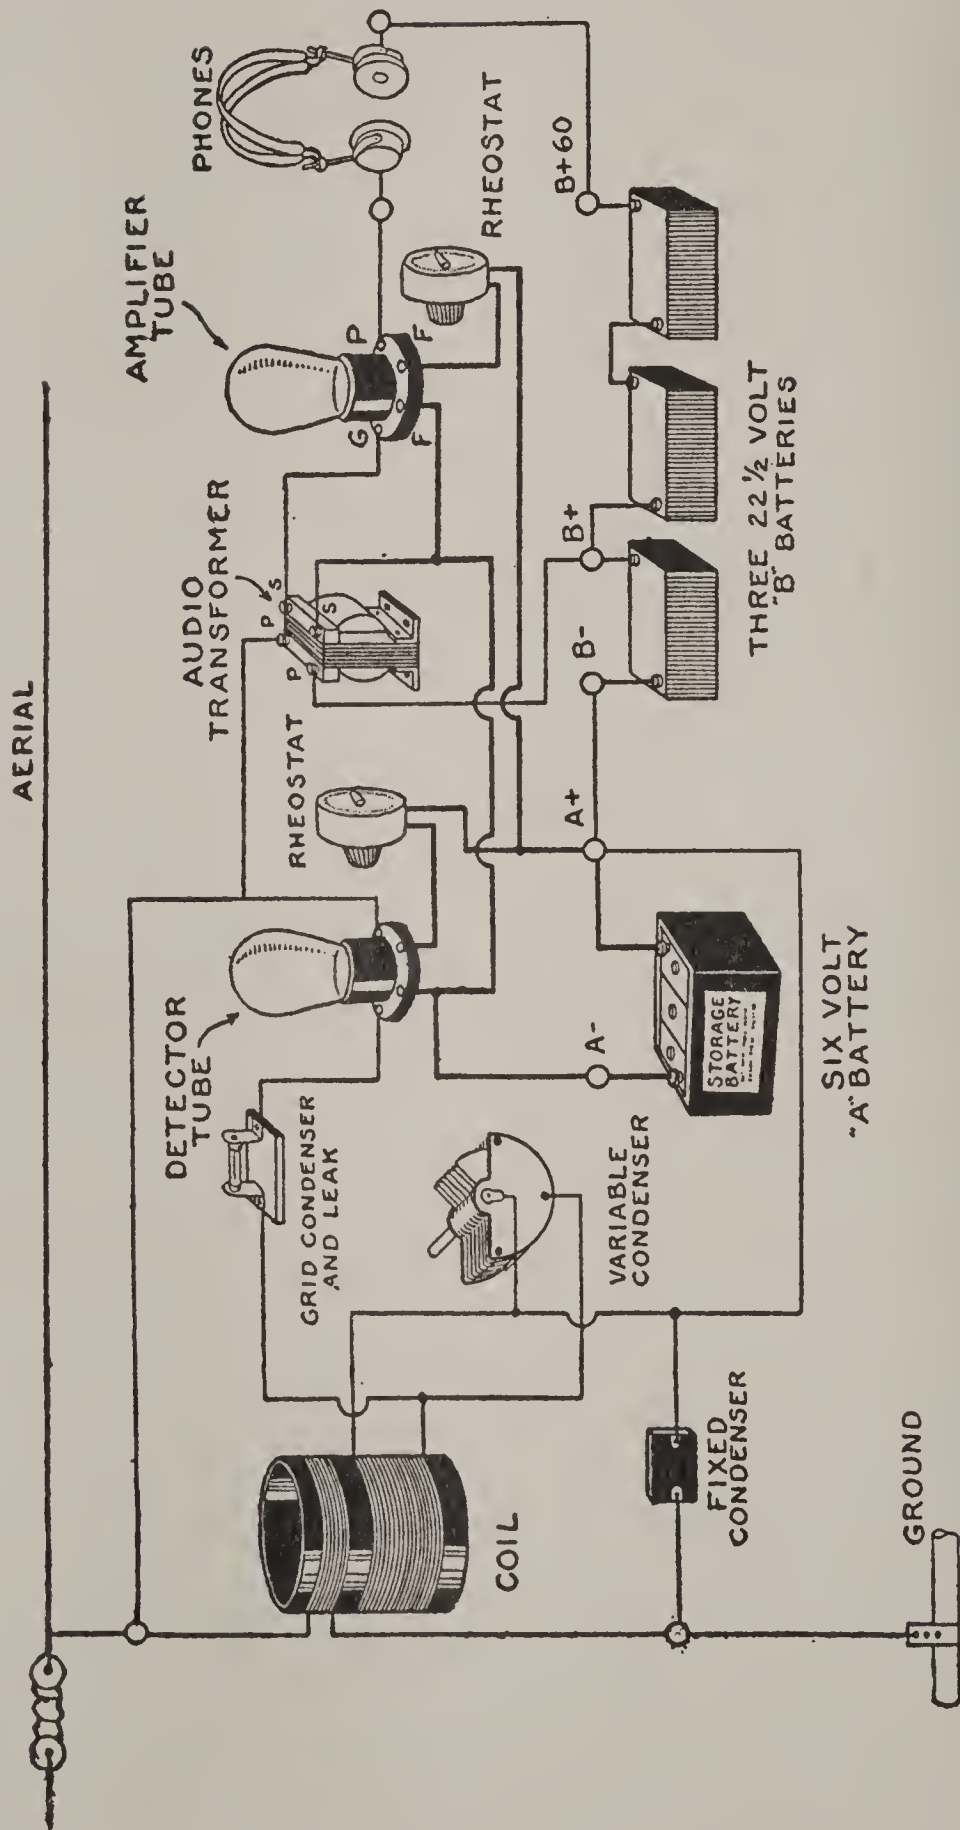 AERIAL
AMPLIFIER
TUBE
PHONES
AUDIO
TRANSFORMER
P
S
P
S
G
P
F
F
RHEOSTAT
RHEOSTAT
DETECTOR
TUBE
GRID CONDENSER
AND LEAK
B+60
B+
B-
A+
A-
THREE 22½ VOLT
"B" BATTERIES
STORAGE
BATTERY
SIX VOLT
"A" BATTERY
VARIABLE
CONDENSER
COIL
FIXED
CONDENSER
GROUND